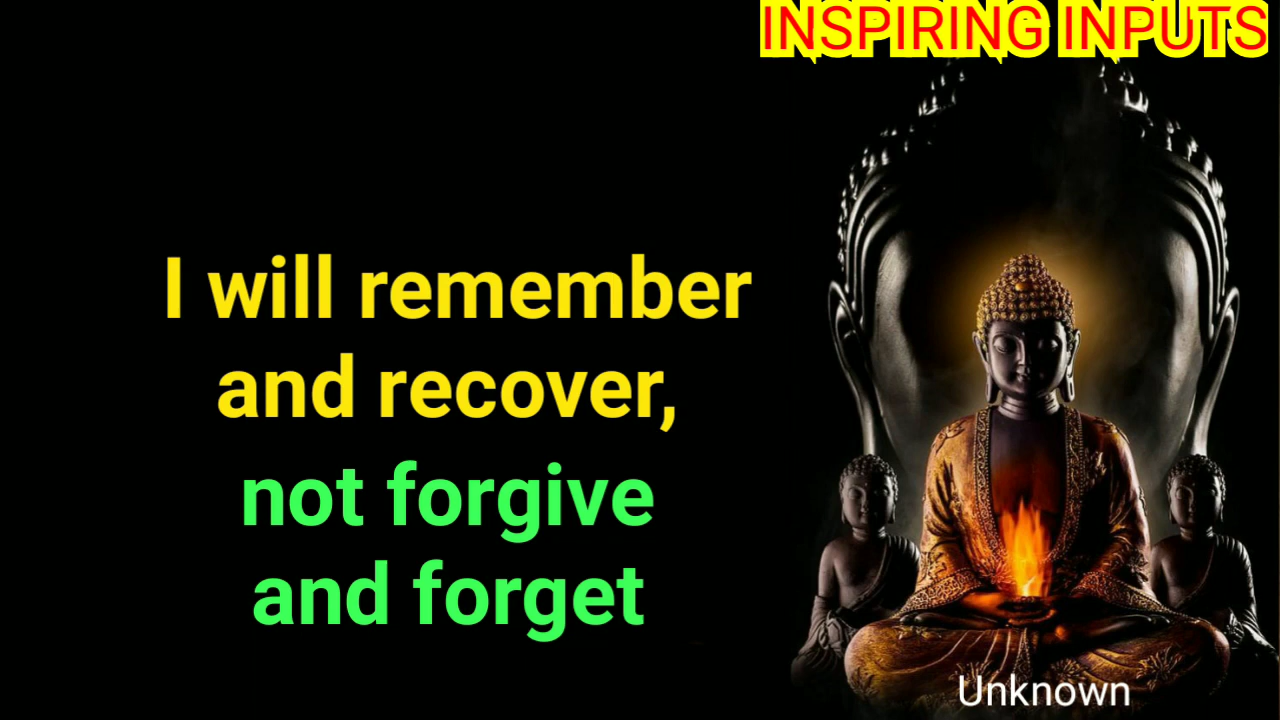 INSPIRING INPUTS
I will remember
and recover,
not forgive
and forget
Unknown